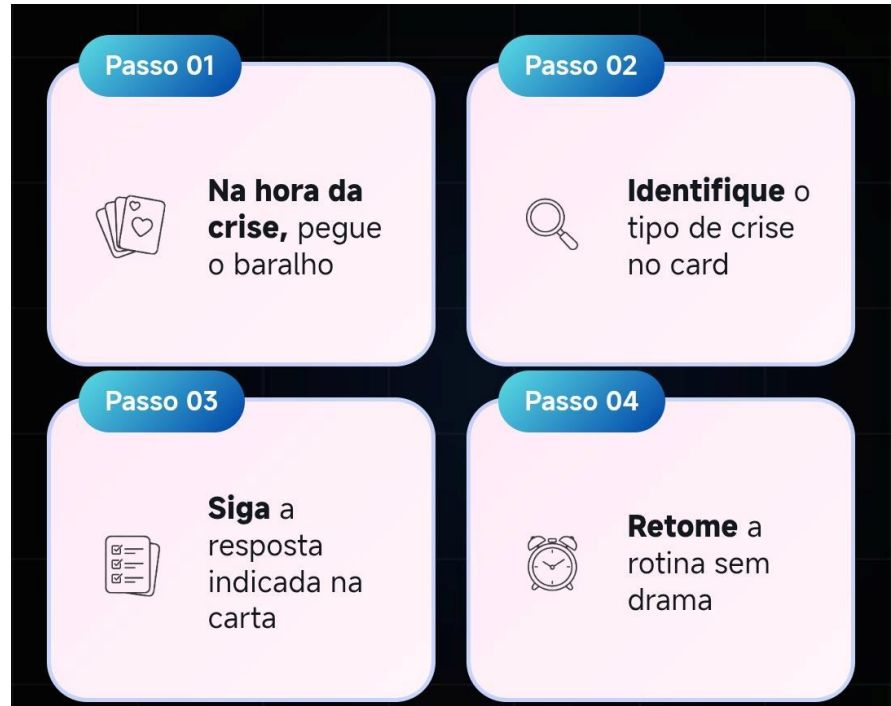 Passo 01
Na hora da
crise, pegue
o baralho
Passo 02
Identifique o
tipo de crise
no card
Passo 03
Siga a
resposta
indicada na
carta
Passo 04
Retome a
rotina sem
drama